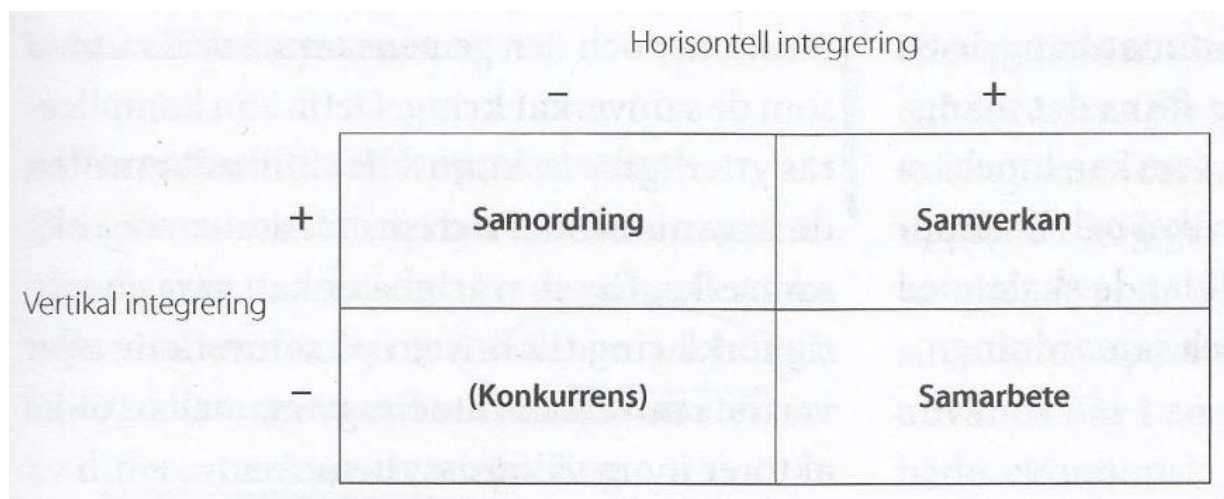 Horisontell integrering
− +
+ Samordning Samverkan
Vertikal integrering
− (Konkurrens) Samarbete